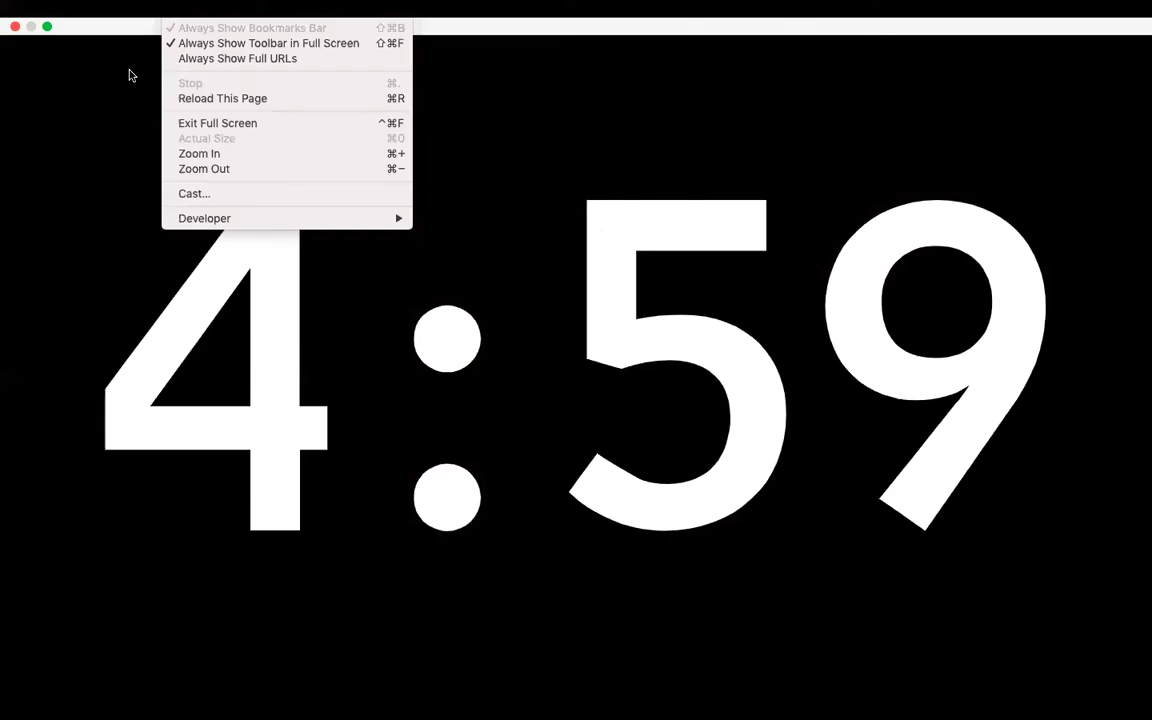 ✓ Always Show Bookmarks Bar ⇧⌘B
✓ Always Show Toolbar in Full Screen ⇧⌘F
Always Show Full URLs
Stop ⌘.
Reload This Page ⌘R
Exit Full Screen ^⌘F
Actual Size ⌘0
Zoom In ⌘+
Zoom Out ⌘−
Cast...
Developer ▶
4:59